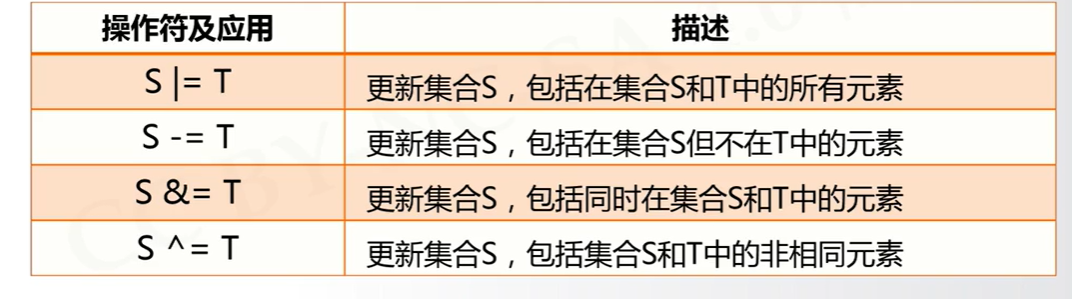 操作符及应用 描述
S |= T 更新集合S，包括在集合S和T中的所有元素
S -= T 更新集合S，包括在集合S但不在T中的元素
S &= T 更新集合S，包括同时在集合S和T中的元素
S ^= T 更新集合S，包括集合S和T中的非相同元素